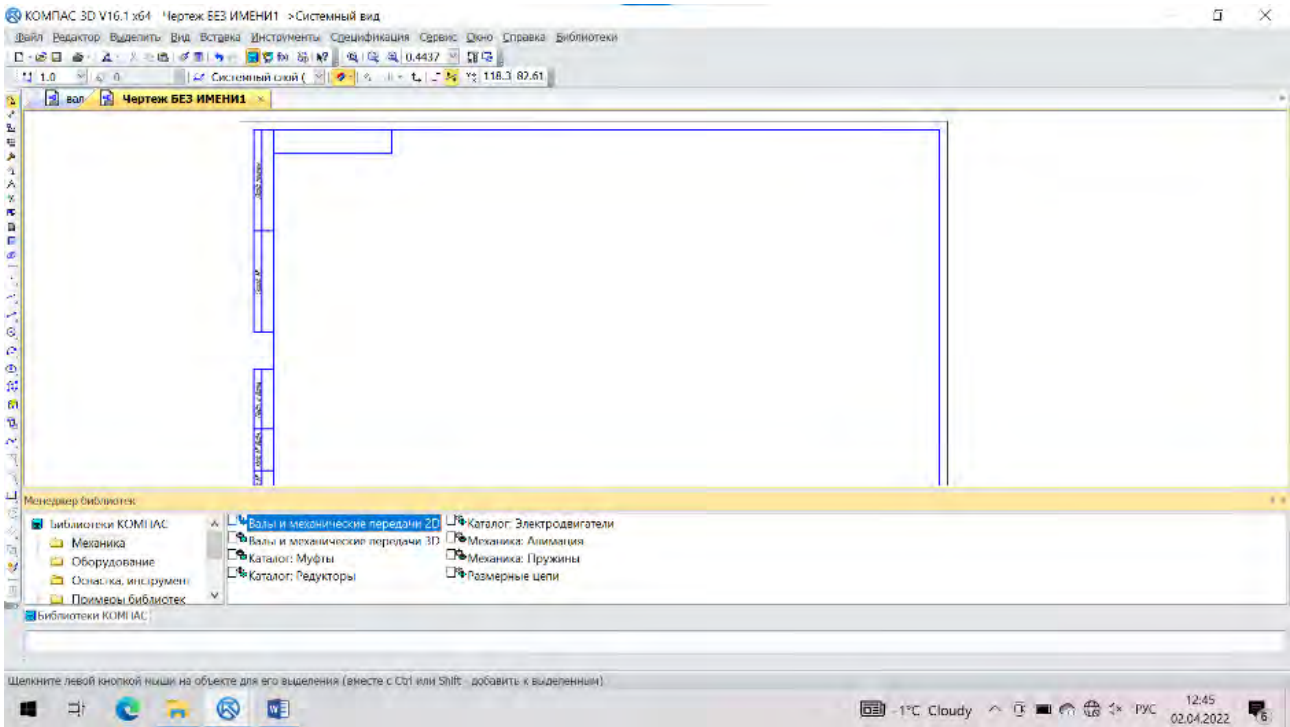 КОМПАС 3D V16.1 x64 Чертеж БЕЗ ИМЕНИ1 ->Системный вид
Файл Редактор Выделить Вид Вставка Инструменты Спецификация Сервис Окно Справка Библиотеки
0.4437
1.0 0 Системный слой ( 118.3 82.61
вал Чертеж БЕЗ ИМЕНИ1
Менеджер библиотек
Библиотеки КОМПАС
Механика
Оборудование
Оснастка, инструмент
Примеры библиотек
Валы и механические передачи 2D
Валы и механические передачи 3D
Каталог: Муфты
Каталог: Редукторы
Каталог: Электродвигатели
Механика: Анимация
Механика: Пружины
Размерные цепи
Библиотеки КОМПАС
Щелкните левой кнопкой мыши на объекте для его выделения (вместе с Ctrl или Shift - добавить к выделенным)
-1°C Cloudy РУС 12:45
02.04.2022
6